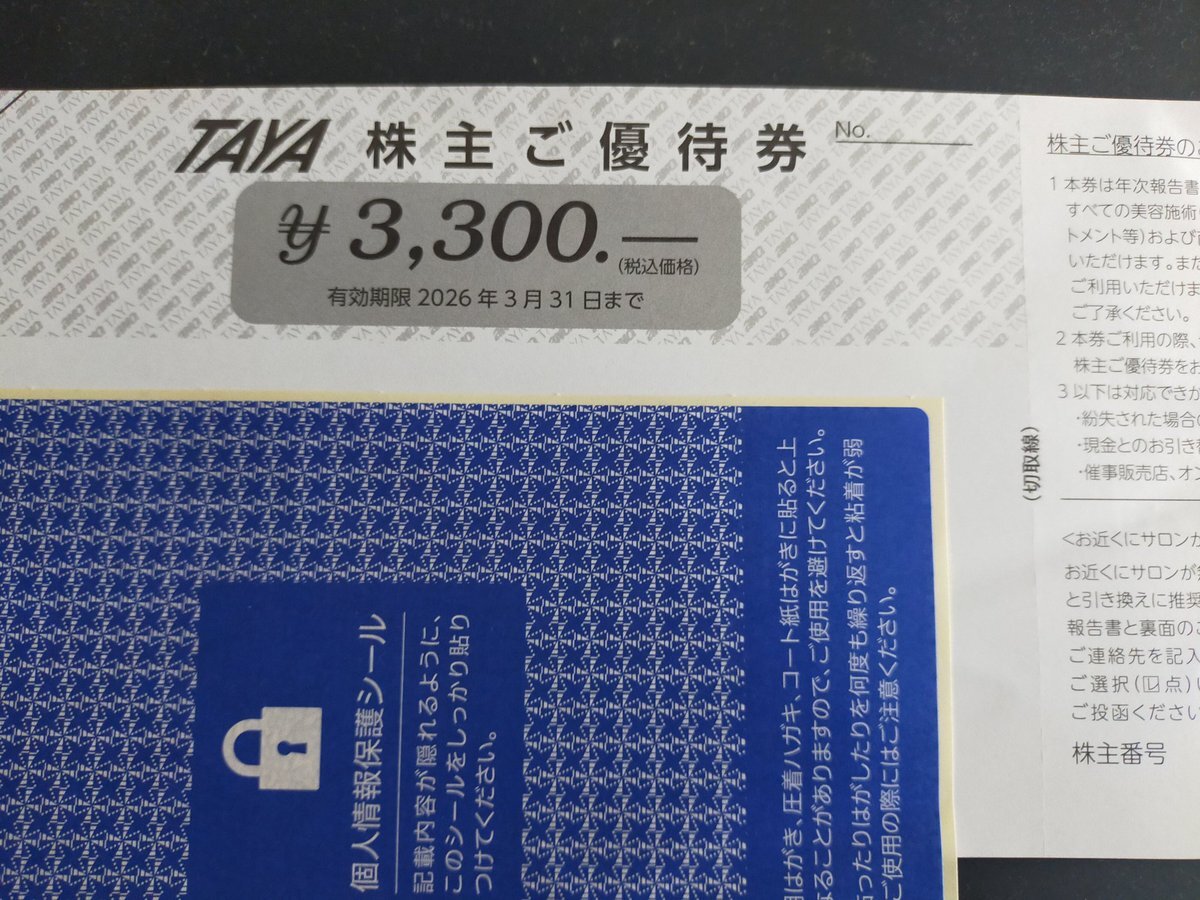 TAYA 株主ご優待券 No.
¥3,300.―
(税込価格)
有効期限 2026年3月31日まで
株主ご優待券の
1 本券は年次報告書
すべての美容施術
トメント等)および
いただけます。また
ご利用いただけま
ご了承ください。
2 本券ご利用の際、
株主ご優待券をお
3 以下は対応できか
・紛失された場合
・現金とのお引き
・催事販売店、オン
(切取線)
<お近くにサロンが
お近くにサロンが
と引き換えに推奨
報告書と裏面のご
ご連絡先を記入
ご選択(☑点)い
ご投函ください
株主番号
個人情報保護シール
記載内容が隠れるように、
このシールをしっかり貼り
つけてください。
用はがき、圧着ハガキ、コート紙はがきに貼ると上
なることがありますので、ご使用を避けてください。
ったりはがしたりを何度も繰り返すと粘着が弱
ご使用の際にはご注意ください。